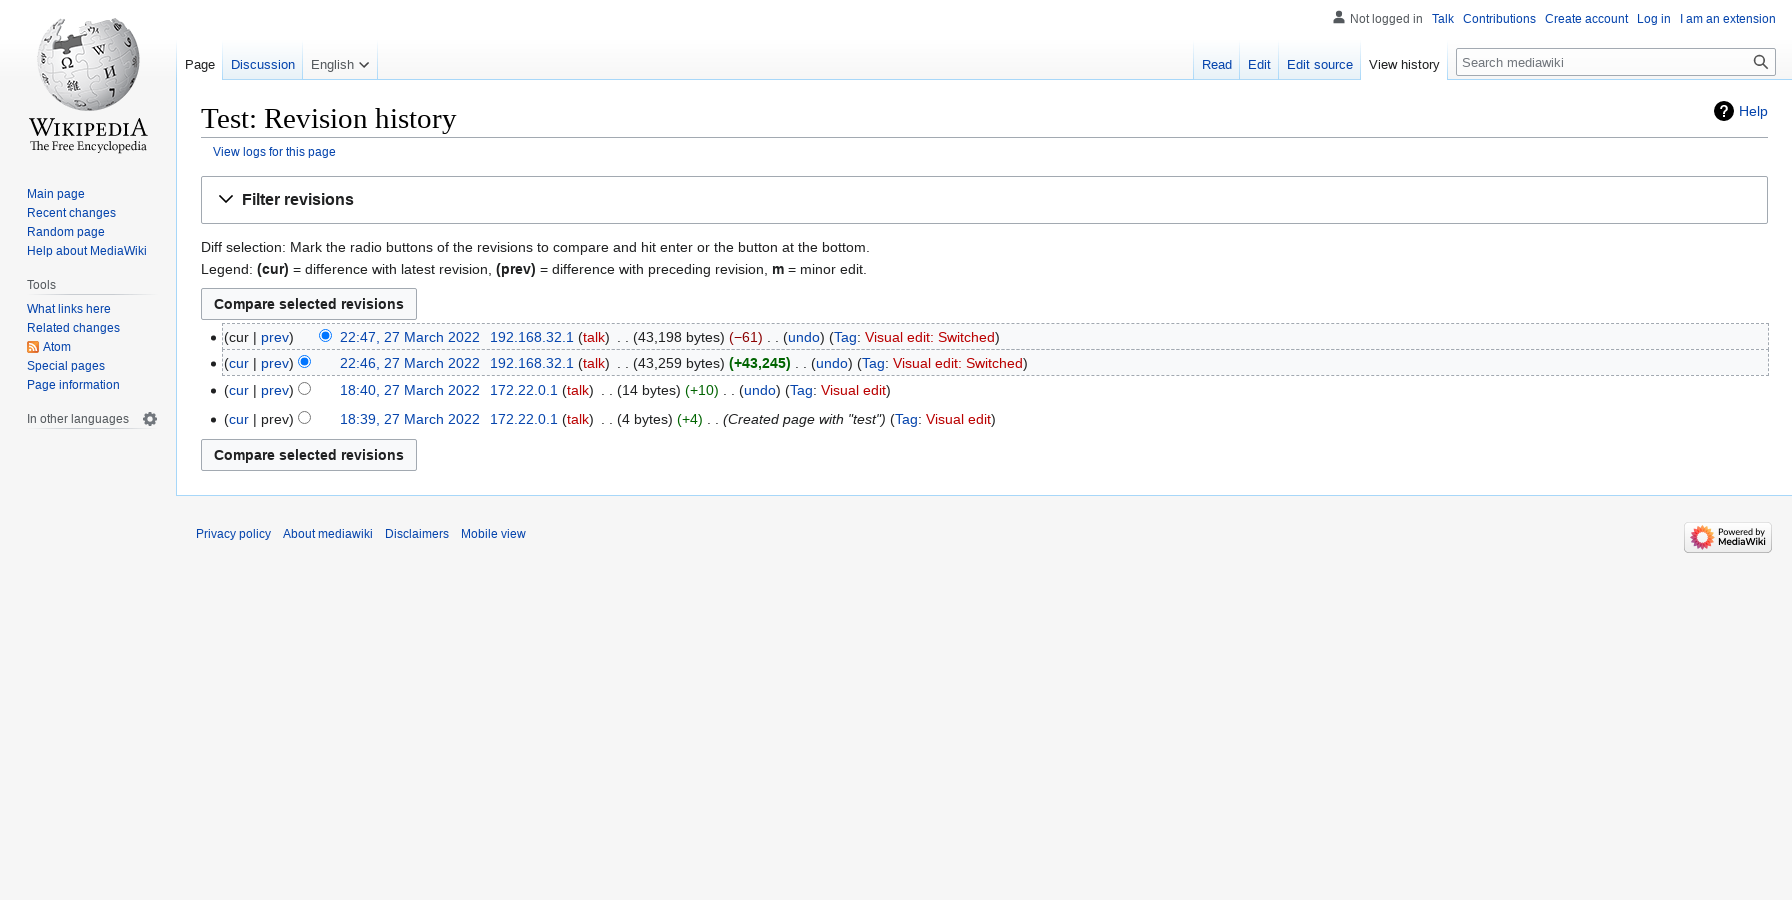 Not logged in Talk Contributions Create account Log in I am an extension
Page Discussion English Read Edit Edit source View history Search mediawiki
WIKIPEDIA
The Free Encyclopedia
Main page
Recent changes
Random page
Help about MediaWiki
Tools
What links here
Related changes
Atom
Special pages
Page information
In other languages
Test: Revision history
Help
View logs for this page
Filter revisions
Diff selection: Mark the radio buttons of the revisions to compare and hit enter or the button at the bottom.
Legend: (cur) = difference with latest revision, (prev) = difference with preceding revision, m = minor edit.
Compare selected revisions
(cur | prev) 22:47, 27 March 2022 192.168.32.1 (talk) . . (43,198 bytes) (−61) . . (undo) (Tag: Visual edit: Switched)
(cur | prev) 22:46, 27 March 2022 192.168.32.1 (talk) . . (43,259 bytes) (+43,245) . . (undo) (Tag: Visual edit: Switched)
(cur | prev) 18:40, 27 March 2022 172.22.0.1 (talk) . . (14 bytes) (+10) . . (undo) (Tag: Visual edit)
(cur | prev) 18:39, 27 March 2022 172.22.0.1 (talk) . . (4 bytes) (+4) . . (Created page with "test") (Tag: Visual edit)
Compare selected revisions
Privacy policy About mediawiki Disclaimers Mobile view
Powered by
MediaWiki